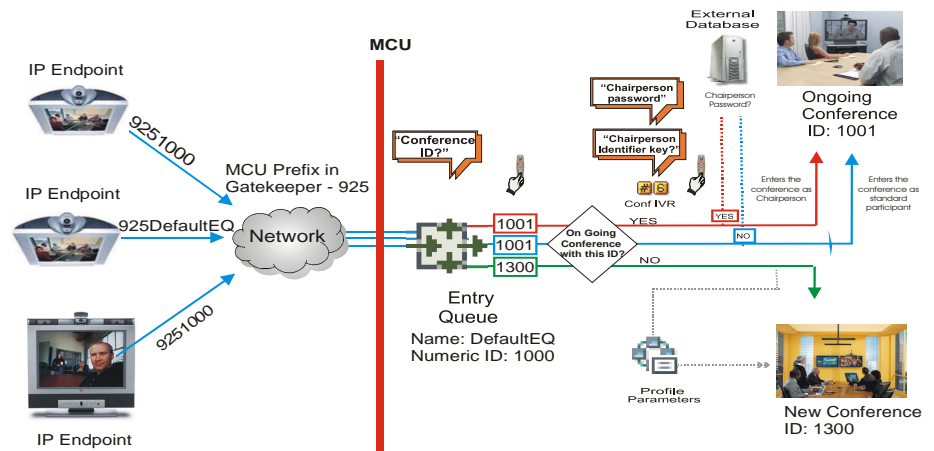 External
Database
MCU
IP Endpoint
Chairperson
Password?
"Chairperson
password"
Ongoing
Conference
ID: 1001
9251000
"Conference
ID?"
"Chairperson
Identifier key?"
MCU Prefix in
Gatekeeper - 925
IP Endpoint
# 6
Conf IVR
Enters the
conference as
Chairperson
Enters the
conference as
standard
participant
925DefaultEQ
Network
1001
YES
YES
1001
On Going
Conference
with this ID?
NO
1300
NO
9251000
Entry
Queue
Name: DefaultEQ
Numeric ID: 1000
Profile
Parameters
IP Endpoint
New Conference
ID: 1300